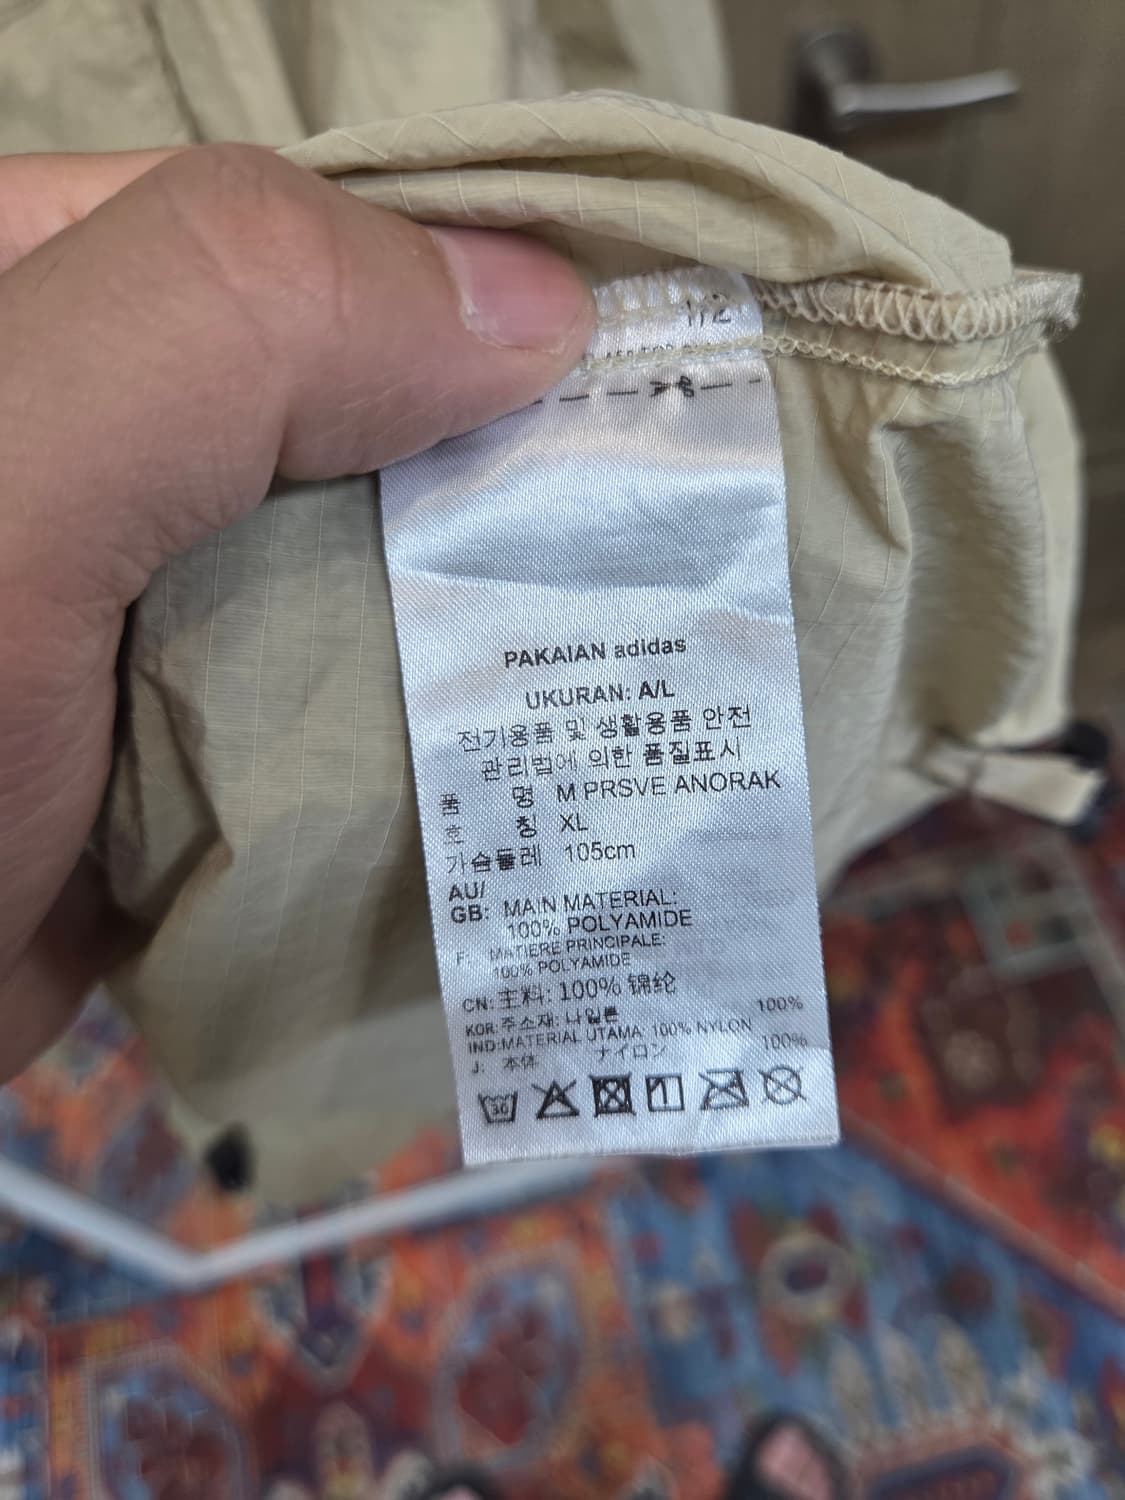 1/2
PAKAIAN adidas
UKURAN: A/L
전기용품 및 생활용품 안전
관리법에 의한 품질표시
품 명 M PRSVE ANORAK
호 칭 XL
가슴둘레 105cm
AU/
GB: MAIN MATERIAL:
100% POLYAMIDE
F: MATIERE PRINCIPALE:
100% POLYAMIDE
CN: 主料: 100% 锦纶
KOR: 주소재: 나일론 100%
IND:MATERIAL UTAMA: 100% NYLON
J: 本体 ナイロン 100%
30
1